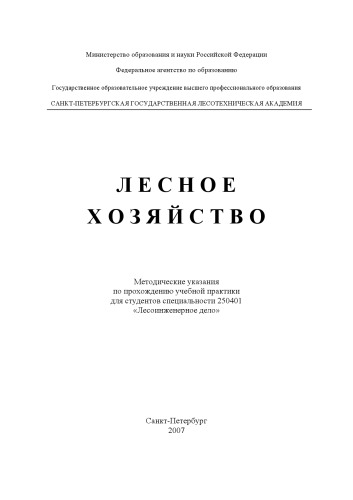 Министерство образования и науки Российской Федерации
Федеральное агентство по образованию
Государственное образовательное учреждение высшего профессионального образования
САНКТ-ПЕТЕРБУРГСКАЯ ГОСУДАРСТВЕННАЯ ЛЕСОТЕХНИЧЕСКАЯ АКАДЕМИЯ
ЛЕСНОЕ
ХОЗЯЙСТВО
Методические указания
по прохождению учебной практики
для студентов специальности 250401
«Лесоинженерное дело»
Санкт-Петербург
2007